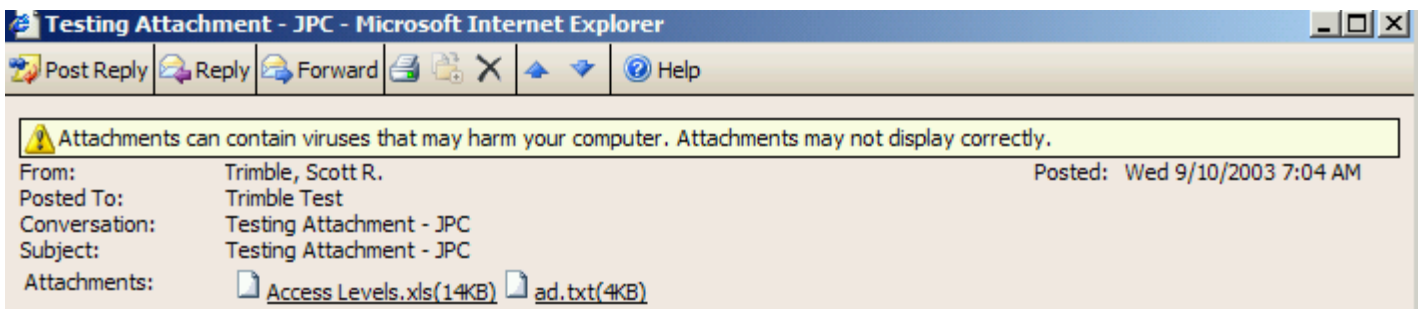 Testing Attachment - JPC - Microsoft Internet Explorer
Post Reply Reply Forward Help
Attachments can contain viruses that may harm your computer. Attachments may not display correctly.
From: Trimble, Scott R. Posted: Wed 9/10/2003 7:04 AM
Posted To: Trimble Test
Conversation: Testing Attachment - JPC
Subject: Testing Attachment - JPC
Attachments: Access Levels.xls(14KB) ad.txt(4KB)